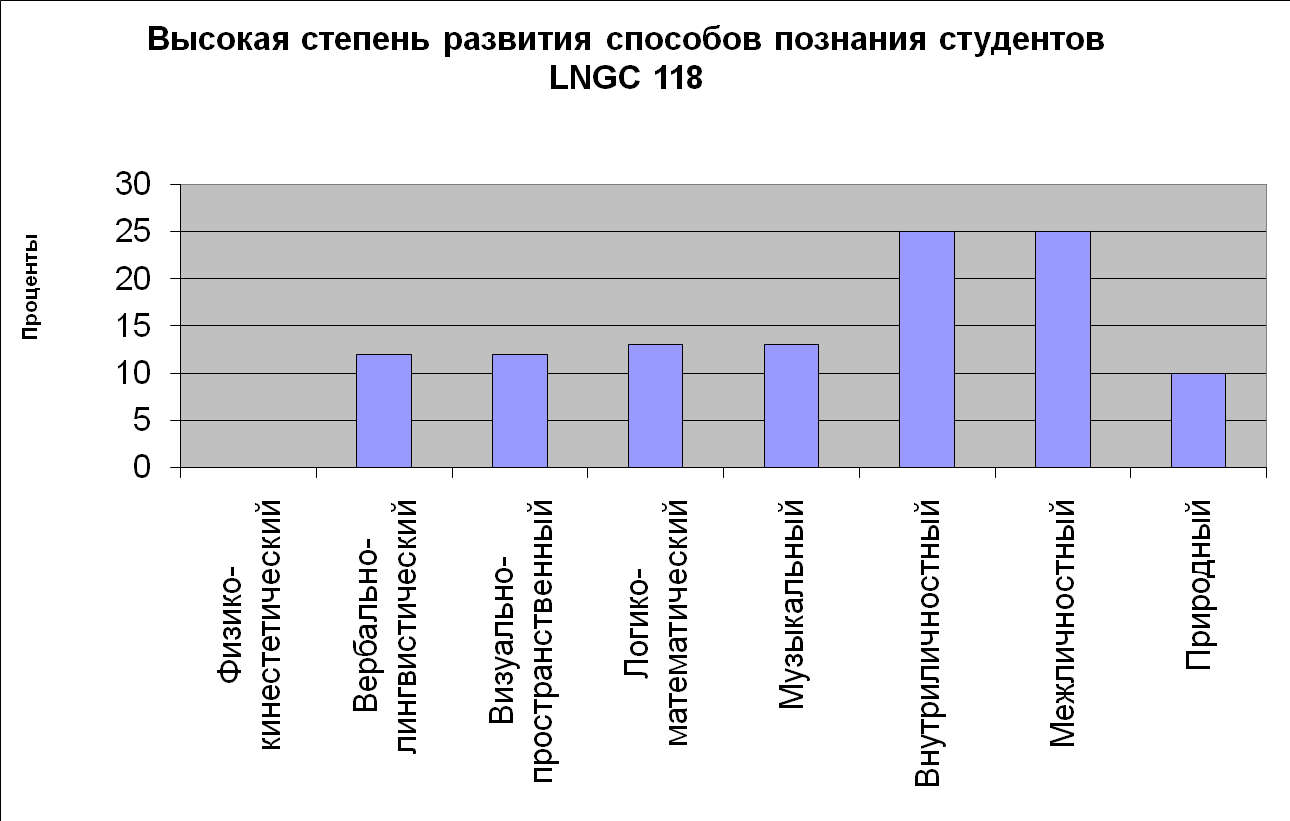 Высокая степень развития способов познания студентов
LNGC 118
Проценты
30
25
20
15
10
5
0
Физико-
кинестетический
Вербально-
лингвистический
Визуально-
пространственный
Логико-
математический
Музыкальный
Внутриличностный
Межличностный
Природный